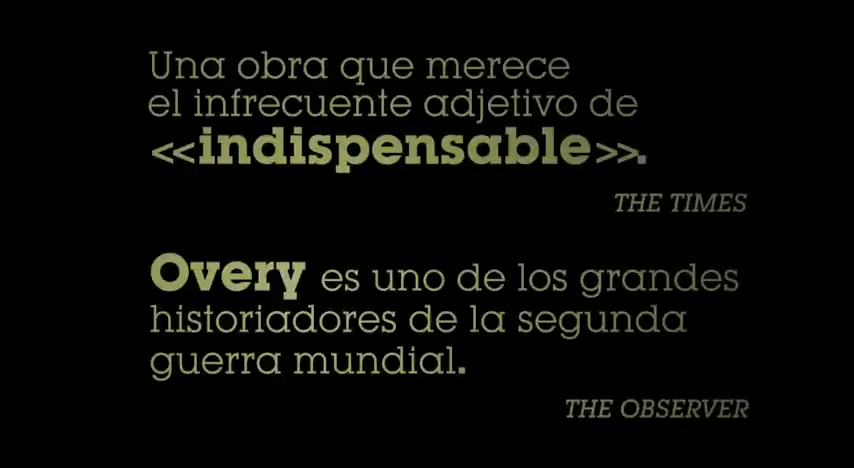 Una obra que merece
el infrecuente adjetivo de
<<indispensable>>.
THE TIMES
Overy es uno de los grandes
historiadores de la segunda
guerra mundial.
THE OBSERVER